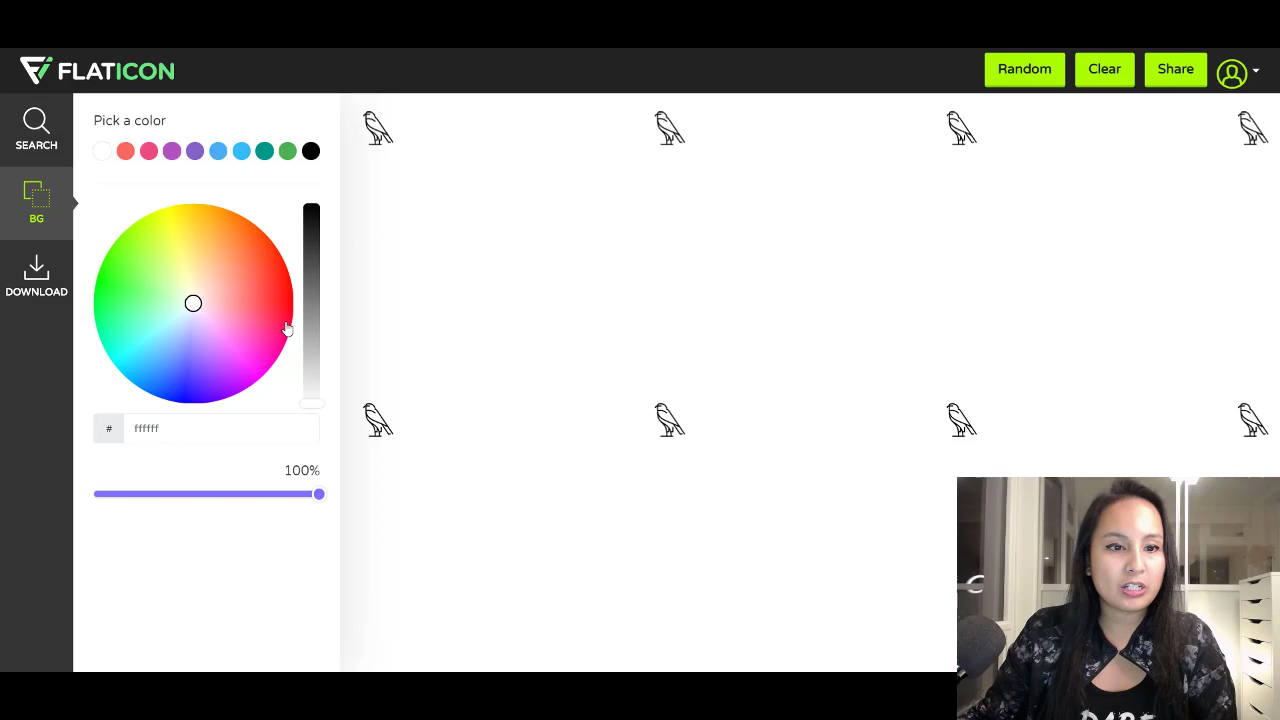 FLATICON
Random
Clear
Share
SEARCH
BG
DOWNLOAD
Pick a color
#
ffffff
100%